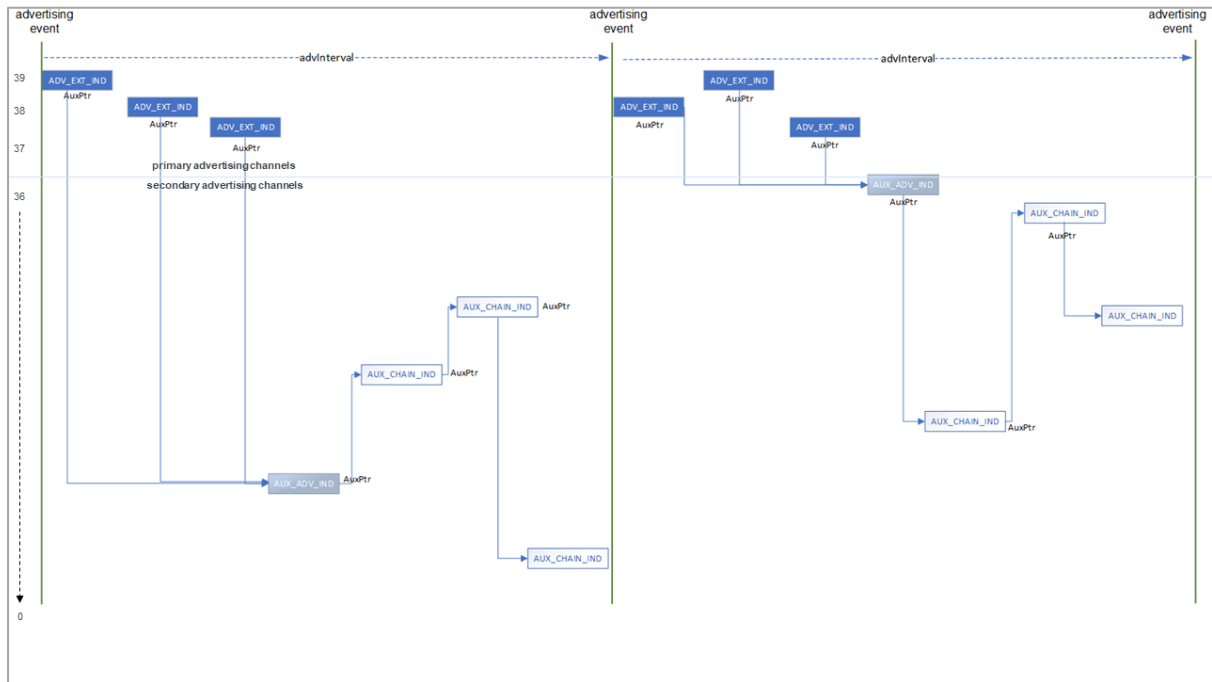 advertising
event
advertising
event
advertising
event
advInterval
advInterval
39
ADV_EXT_IND
AuxPtr
ADV_EXT_IND
AuxPtr
38
ADV_EXT_IND
AuxPtr
ADV_EXT_IND
AuxPtr
ADV_EXT_IND
AuxPtr
ADV_EXT_IND
AuxPtr
37
primary advertising channels
secondary advertising channels
36
AUX_ADV_IND
AuxPtr
AUX_CHAIN_IND
AuxPtr
AUX_CHAIN_IND AuxPtr
AUX_CHAIN_IND
AUX_CHAIN_IND AuxPtr
AUX_CHAIN_IND AuxPtr
AUX_ADV_IND AuxPtr
AUX_CHAIN_IND
0